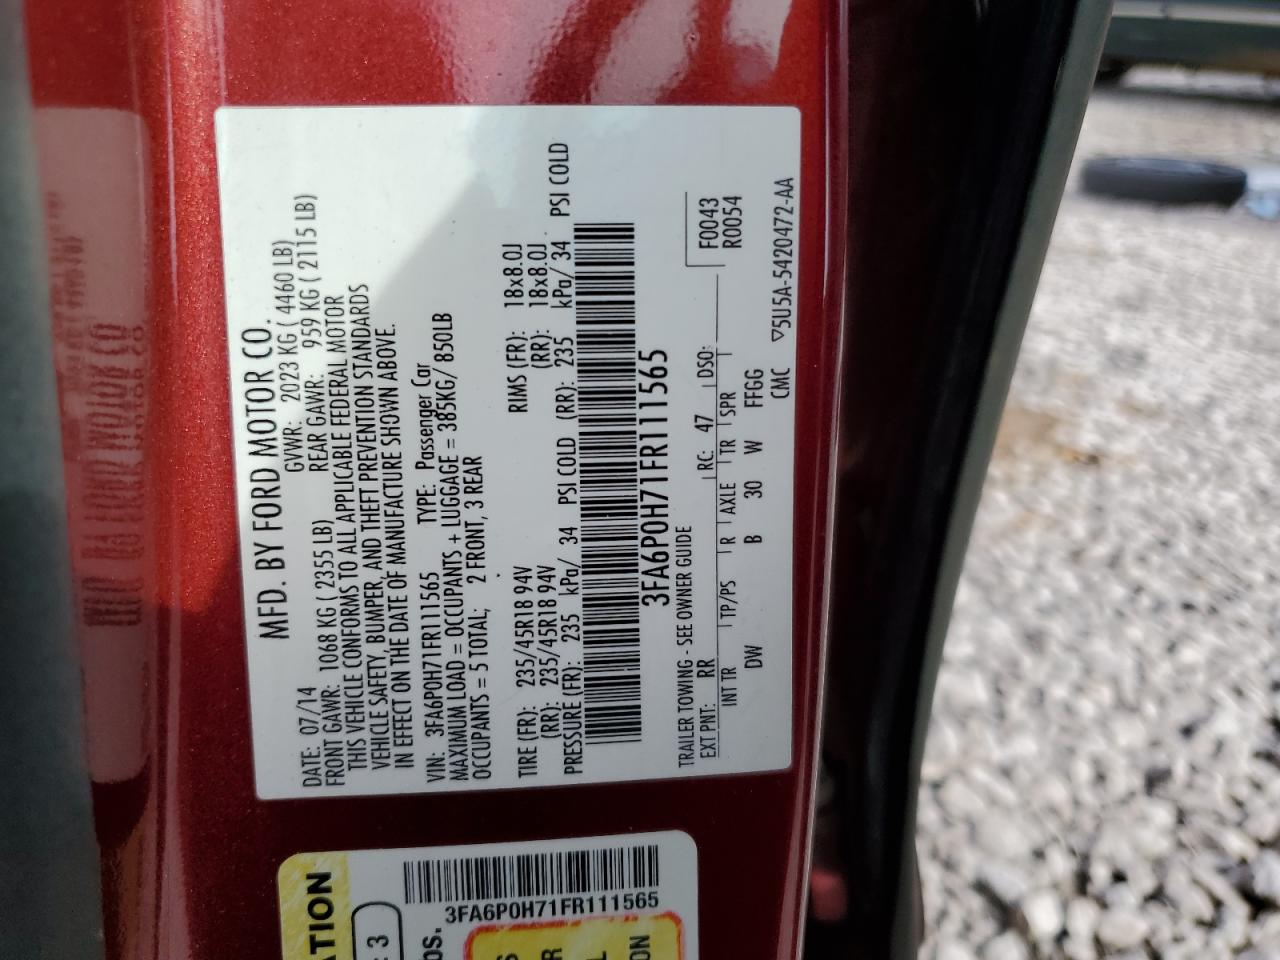 MFD. BY FORD MOTOR CO.
DATE: 07/14 GVWR: 2023 KG ( 4460 LB)
FRONT GAWR: 1068 KG ( 2355 LB) REAR GAWR: 959 KG ( 2115 LB)
THIS VEHICLE CONFORMS TO ALL APPLICABLE FEDERAL MOTOR
VEHICLE SAFETY, BUMPER, AND THEFT PREVENTION STANDARDS
IN EFFECT ON THE DATE OF MANUFACTURE SHOWN ABOVE.
VIN: 3FA6P0H71FR111565 TYPE: Passenger Car
MAXIMUM LOAD = OCCUPANTS + LUGGAGE = 385KG/ 850LB
OCCUPANTS = 5 TOTAL; 2 FRONT, 3 REAR
TIRE (FR): 235/45R18 94V RIMS (FR): 18x8.0J
(RR): 235/45R18 94V (RR): 18x8.0J
PRESSURE (FR): 235 kPa/ 34 PSI COLD (RR): 235 kPa/ 34 PSI COLD
3FA6P0H71FR111565
TRAILER TOWING - SEE OWNER GUIDE
EXT PNT: RR RC: 47 DSO: F0043
R0054
INT TR TP/PS R AXLE TR SPR
DW B 30 W FFGG
CMC
▽5U5A-5420472-AA
ATION
3
OS.
3FA6P0H71FR111565
S
R
L
ON